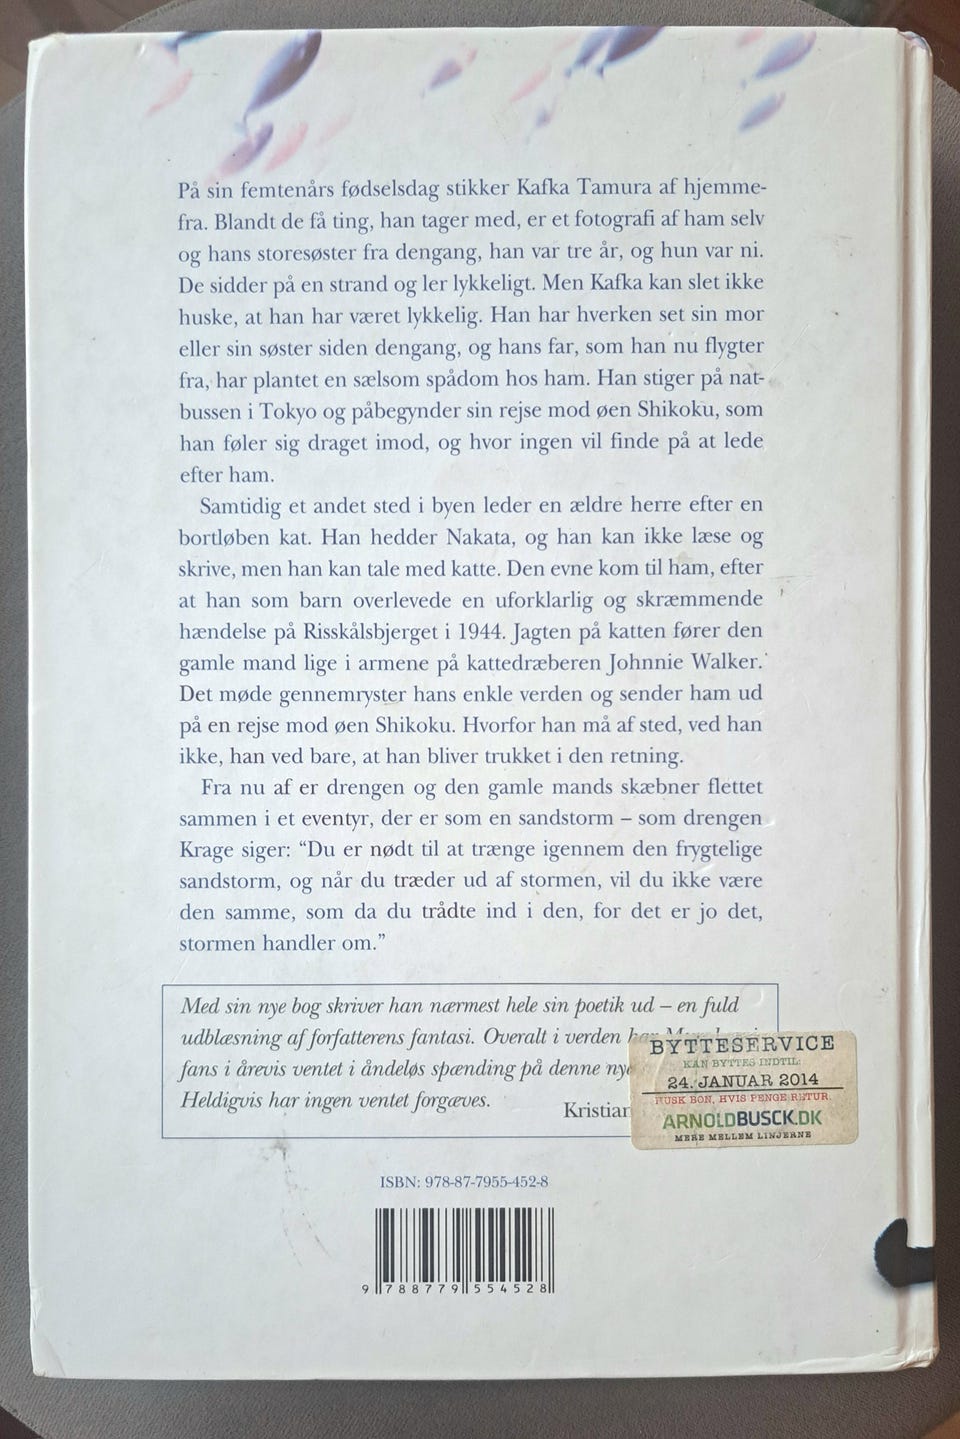 På sin femtenårs fødselsdag stikker Kafka Tamura af hjemme-
fra. Blandt de få ting, han tager med, er et fotografi af ham selv
og hans storesøster fra dengang, han var tre år, og hun var ni.
De sidder på en strand og ler lykkeligt. Men Kafka kan slet ikke
huske, at han har været lykkelig. Han har hverken set sin mor
eller sin søster siden dengang, og hans far, som han nu flygter
fra, har plantet en sælsom spådom hos ham. Han stiger på nat-
bussen i Tokyo og påbegynder sin rejse mod øen Shikoku, som
han føler sig draget imod, og hvor ingen vil finde på at lede
efter ham.
Samtidig et andet sted i byen leder en ældre herre efter en
bortløben kat. Han hedder Nakata, og han kan ikke læse og
skrive, men han kan tale med katte. Den evne kom til ham, efter
at han som barn overlevede en uforklarlig og skræmmende
hændelse på Risskålsbjerget i 1944. Jagten på katten fører den
gamle mand lige i armene på kattedræberen Johnnie Walker.
Det møde gennemryster hans enkle verden og sender ham ud
på en rejse mod øen Shikoku. Hvorfor han må af sted, ved han
ikke, han ved bare, at han bliver trukket i den retning.
Fra nu af er drengen og den gamle mands skæbner flettet
sammen i et eventyr, der er som en sandstorm – som drengen
Krage siger: “Du er nødt til at trænge igennem den frygtelige
sandstorm, og når du træder ud af stormen, vil du ikke være
den samme, som da du trådte ind i den, for det er jo det,
stormen handler om.”
Med sin nye bog skriver han nærmest hele sin poetik ud – en fuld
udblæsning af forfatterens fantasi. Overalt i verden
fans i årevis ventet i åndeløs spænding på denne
Heldigvis har ingen ventet forgæves.
BYTTESERVICE
KAN BYTTES INDTIL:
24. JANUAR 2014
HUSK BON, HVIS PENGE RETUR.
ARNOLDBUSCK.DK
MERE MELLEM LINJERNE
ISBN: 978-87-7955-452-8
9 788779 554528